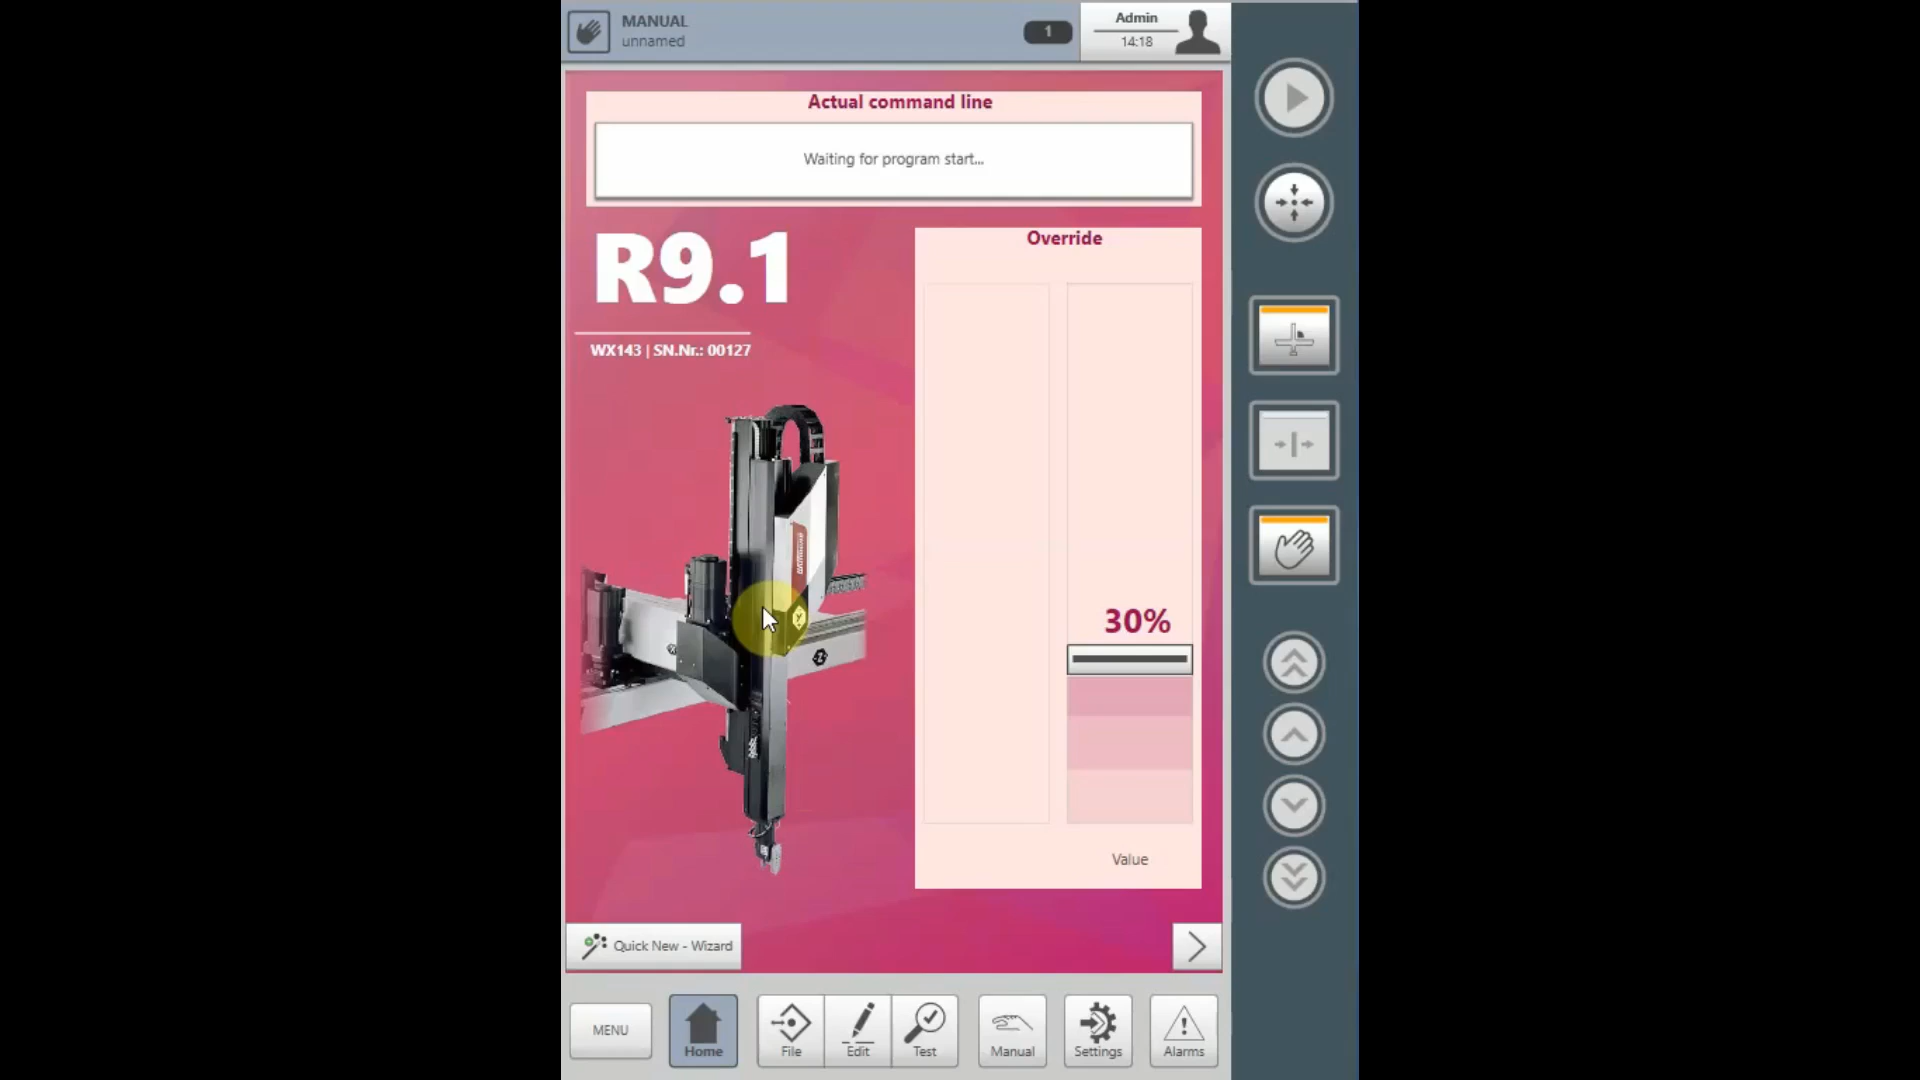 MANUAL
unnamed
1
Admin
14:18
Actual command line
Waiting for program start...
R9.1
WX143 | SN.Nr.: 00127
Override
30%
Value
Quick New - Wizard
MENU
Home
File
Edit
Test
Manual
Settings
Alarms